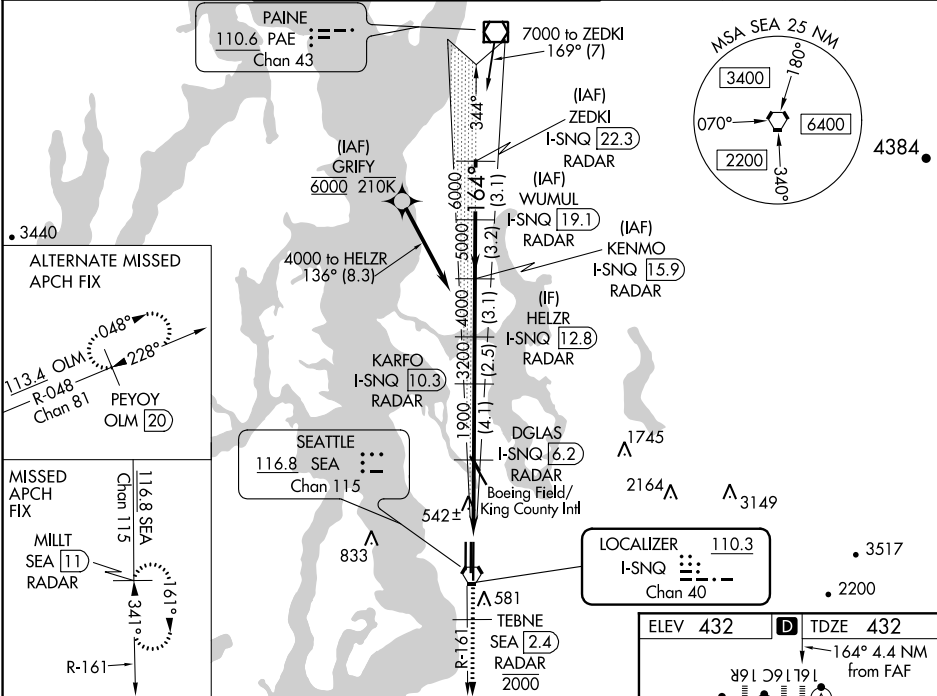 PAINE
110.6 PAE
Chan 43
7000 to ZEDKI
169° (7)
344°
(IAF)
ZEDKI
I-SNQ 22.3
RADAR
MSA SEA 25 NM
180°
3400
070°
6400
2200
340°
4384
(IAF)
GRIFY
6000 210K
6000
164°
(3.1)
(IAF)
WUMUL
I-SNQ 19.1
RADAR
5000
(3.2)
(IAF)
KENMO
I-SNQ 15.9
RADAR
3440
4000 to HELZR
136° (8.3)
4000
(3.1)
(IF)
HELZR
I-SNQ 12.8
RADAR
ALTERNATE MISSED
APCH FIX
048°
228°
113.4 OLM
R-048
Chan 81
PEYOY
OLM 20
KARFO
I-SNQ 10.3
RADAR
3200
(2.5)
1900
(4.1)
DGLAS
I-SNQ 6.2
RADAR
Boeing Field/
King County Intl
1745
2164
3149
SEATTLE
116.8 SEA
Chan 115
542±
833
MISSED
APCH
FIX
116.8 SEA
Chan 115
MILLT
SEA 11
RADAR
161°
341°
R-161
LOCALIZER 110.3
I-SNQ
Chan 40
3517
2200
581
TEBNE
SEA 2.4
RADAR
2000
R-161
ELEV 432 D TDZE 432
164° 4.4 NM
from FAF
16L
16C
16R